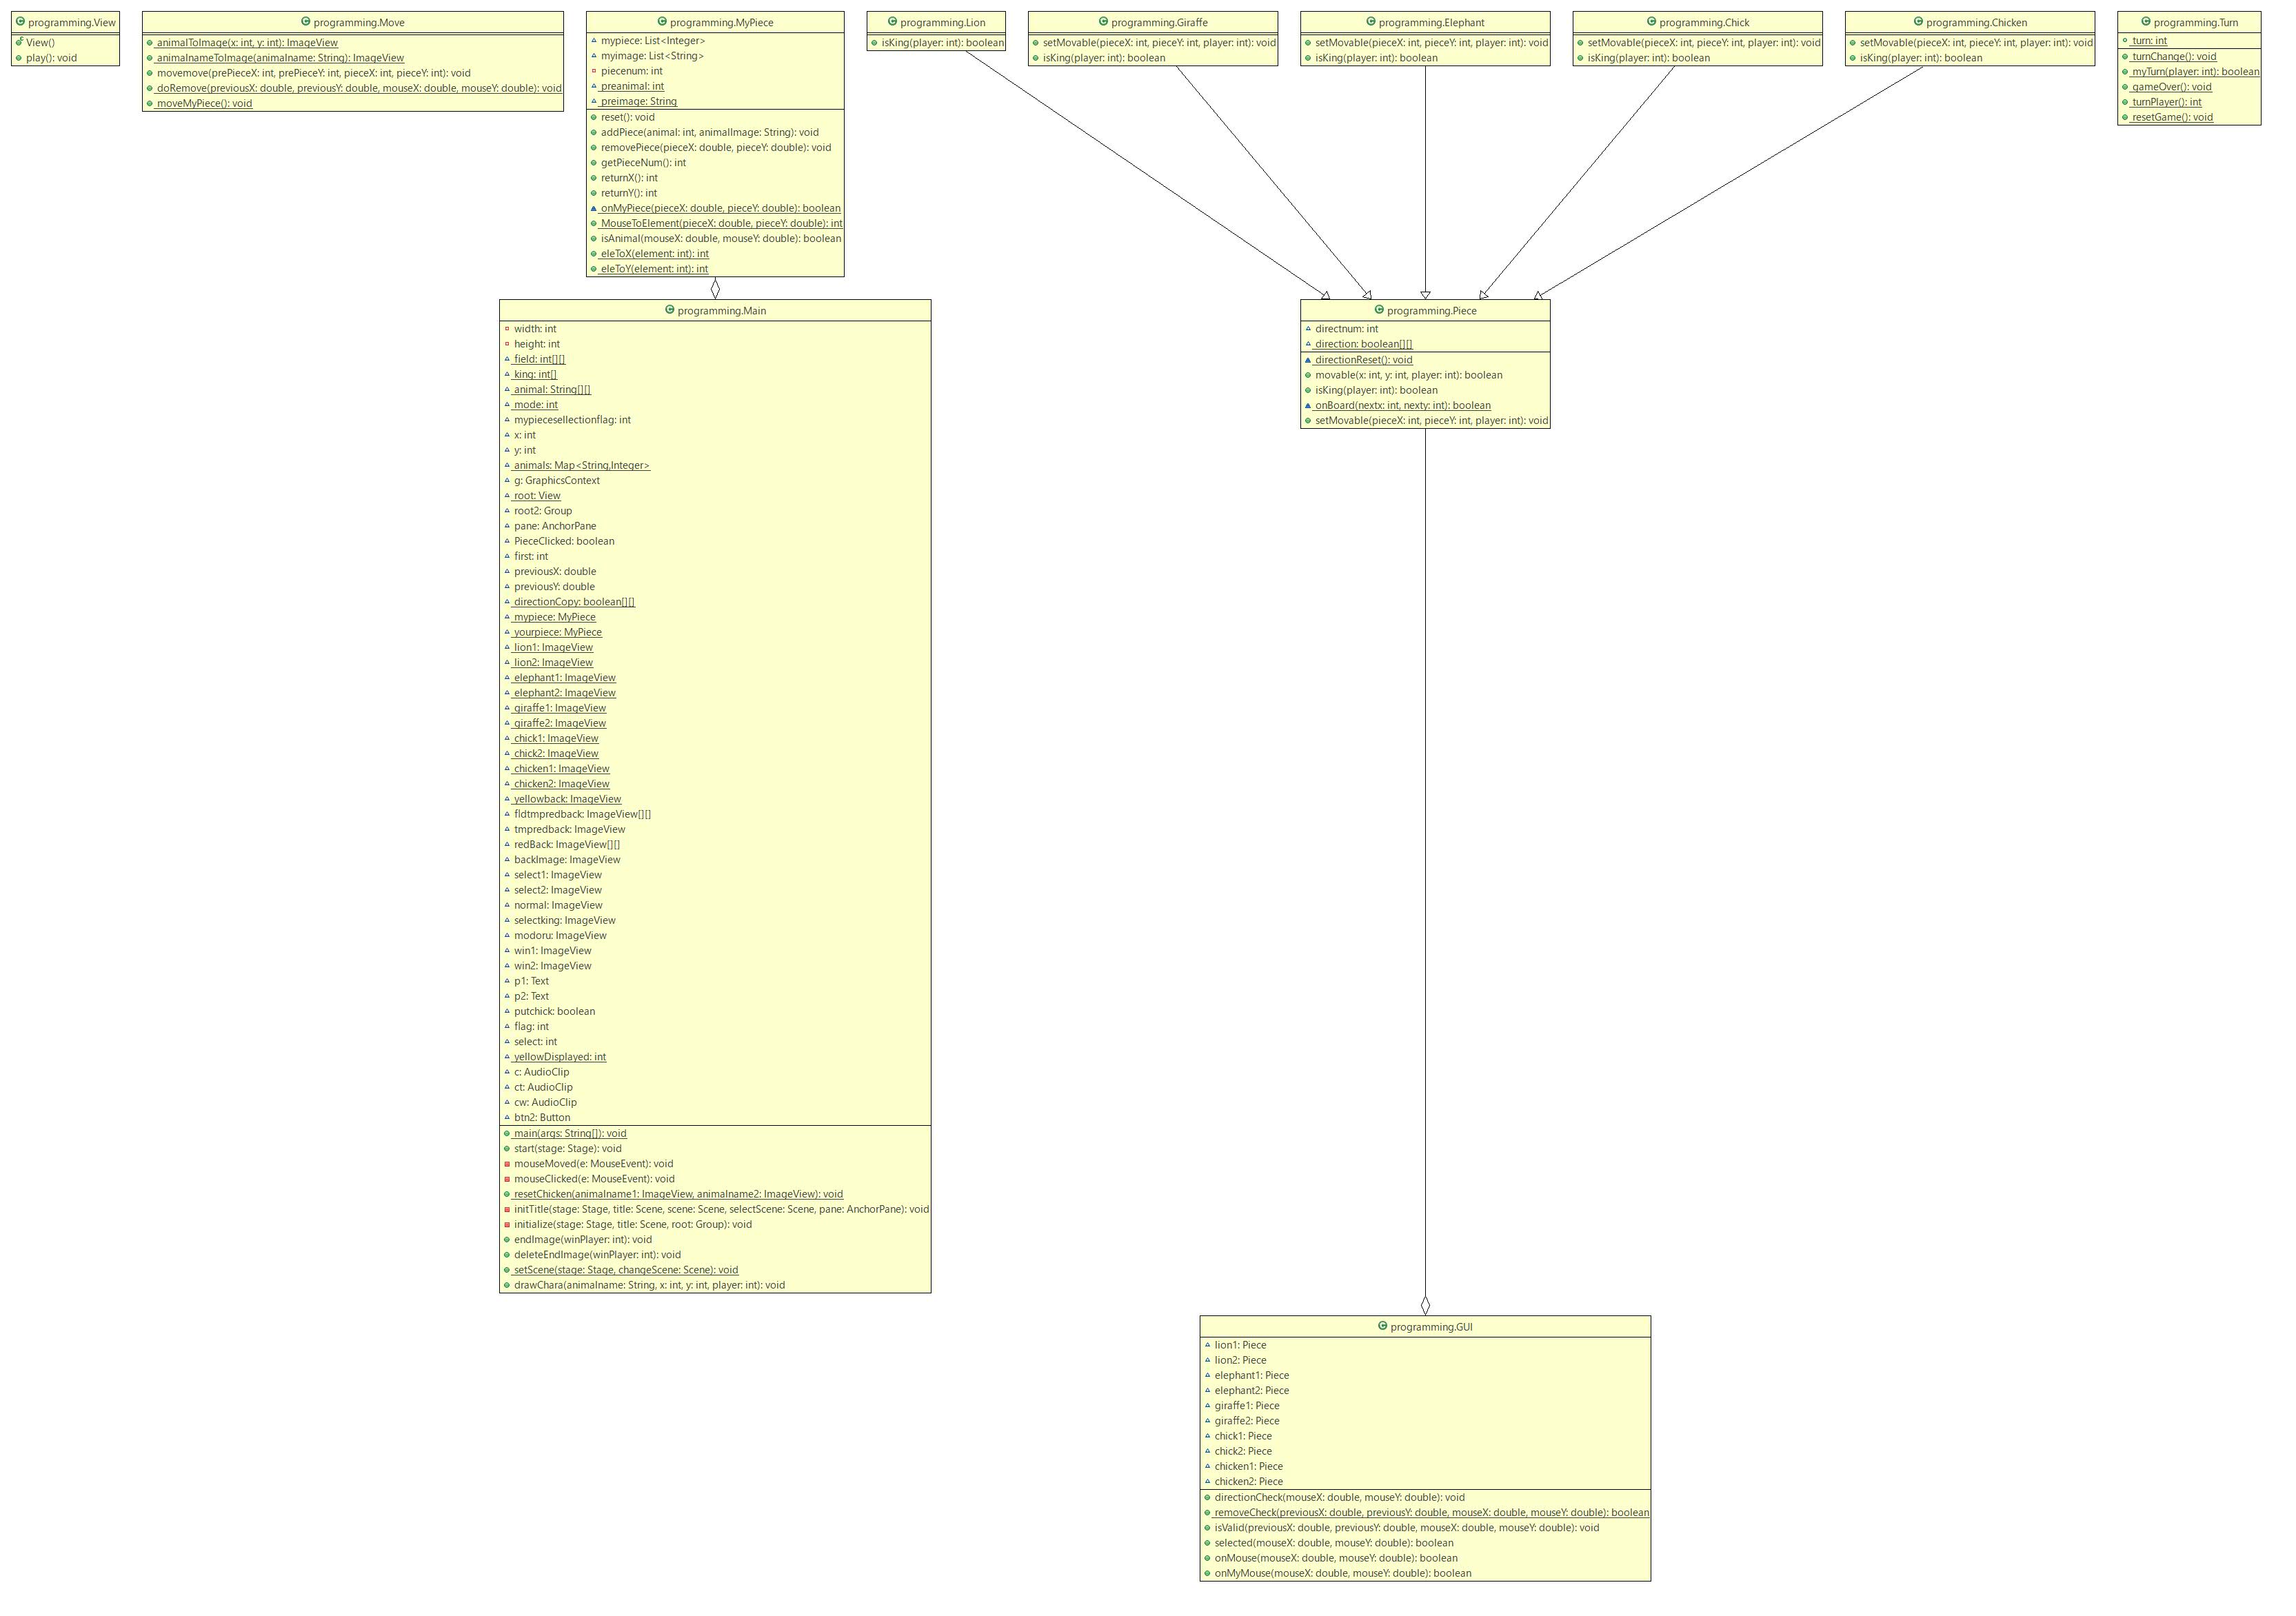 programming.View
View()
play(): void
programming.Move
animalToImage(x: int, y: int): ImageView
animalnameToImage(animalname: String): ImageView
movemove(prePieceX: int, prePieceY: int, pieceX: int, pieceY: int): void
doRemove(previousX: double, previousY: double, mouseX: double, mouseY: double): void
moveMyPiece(): void
programming.MyPiece
mypiece: List<Integer>
myimage: List<String>
piecenum: int
preanimal: int
preimage: String
reset(): void
addPiece(animal: int, animalImage: String): void
removePiece(pieceX: double, pieceY: double): void
getPieceNum(): int
returnX(): int
returnY(): int
onMyPiece(pieceX: double, pieceY: double): boolean
MouseToElement(pieceX: double, pieceY: double): int
isAnimal(mouseX: double, mouseY: double): boolean
eleToX(element: int): int
eleToY(element: int): int
programming.Lion
isKing(player: int): boolean
programming.Giraffe
setMovable(pieceX: int, pieceY: int, player: int): void
isKing(player: int): boolean
programming.Elephant
setMovable(pieceX: int, pieceY: int, player: int): void
isKing(player: int): boolean
programming.Chick
setMovable(pieceX: int, pieceY: int, player: int): void
isKing(player: int): boolean
programming.Chicken
setMovable(pieceX: int, pieceY: int, player: int): void
isKing(player: int): boolean
programming.Turn
turn: int
turnChange(): void
myTurn(player: int): boolean
gameOver(): void
turnPlayer(): int
resetGame(): void
programming.Main
width: int
height: int
field: int[][]
king: int[]
animal: String[][]
mode: int
mypiecesellectionflag: int
x: int
y: int
animals: Map<String,Integer>
g: GraphicsContext
root: View
root2: Group
pane: AnchorPane
PieceClicked: boolean
first: int
previousX: double
previousY: double
directionCopy: boolean[][]
mypiece: MyPiece
yourpiece: MyPiece
lion1: ImageView
lion2: ImageView
elephant1: ImageView
elephant2: ImageView
giraffe1: ImageView
giraffe2: ImageView
chick1: ImageView
chick2: ImageView
chicken1: ImageView
chicken2: ImageView
yellowback: ImageView
fldtmpredback: ImageView[][]
tmpredback: ImageView
redBack: ImageView[][]
backImage: ImageView
select1: ImageView
select2: ImageView
normal: ImageView
selectking: ImageView
modoru: ImageView
win1: ImageView
win2: ImageView
p1: Text
p2: Text
putchick: boolean
flag: int
select: int
yellowDisplayed: int
c: AudioClip
ct: AudioClip
cw: AudioClip
btn2: Button
main(args: String[]): void
start(stage: Stage): void
mouseMoved(e: MouseEvent): void
mouseClicked(e: MouseEvent): void
resetChicken(animalname1: ImageView, animalname2: ImageView): void
initTitle(stage: Stage, title: Scene, scene: Scene, selectScene: Scene, pane: AnchorPane): void
initialize(stage: Stage, title: Scene, root: Group): void
endImage(winPlayer: int): void
deleteEndImage(winPlayer: int): void
setScene(stage: Stage, changeScene: Scene): void
drawChara(animalname: String, x: int, y: int, player: int): void
programming.Piece
directnum: int
direction: boolean[][]
directionReset(): void
movable(x: int, y: int, player: int): boolean
isKing(player: int): boolean
onBoard(nextx: int, nexty: int): boolean
setMovable(pieceX: int, pieceY: int, player: int): void
programming.GUI
lion1: Piece
lion2: Piece
elephant1: Piece
elephant2: Piece
giraffe1: Piece
giraffe2: Piece
chick1: Piece
chick2: Piece
chicken1: Piece
chicken2: Piece
directionCheck(mouseX: double, mouseY: double): void
removeCheck(previousX: double, previousY: double, mouseX: double, mouseY: double): boolean
isValid(previousX: double, previousY: double, mouseX: double, mouseY: double): void
selected(mouseX: double, mouseY: double): boolean
onMouse(mouseX: double, mouseY: double): boolean
onMyMouse(mouseX: double, mouseY: double): boolean